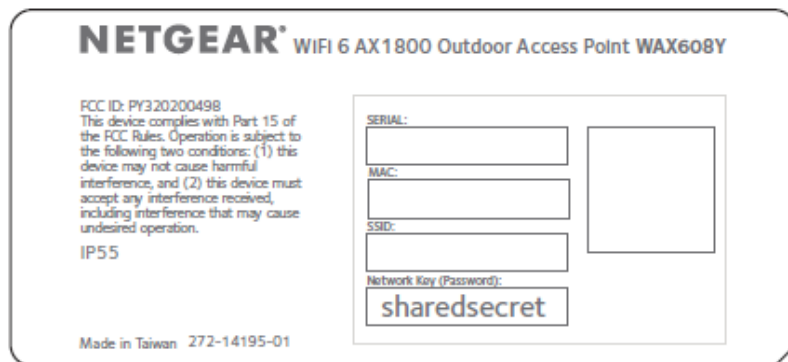 NETGEAR® WiFi 6 AX1800 Outdoor Access Point WAX608Y
FCC ID: PY320200498
This device complies with Part 15 of
the FCC Rules. Operation is subject to
the following two conditions: (1) this
device may not cause harmful
interference, and (2) this device must
accept any interference received,
including interference that may cause
undesired operation.
IP55
Made in Taiwan 272-14195-01
SERIAL:
MAC:
SSID:
Network Key (Password):
sharedsecret